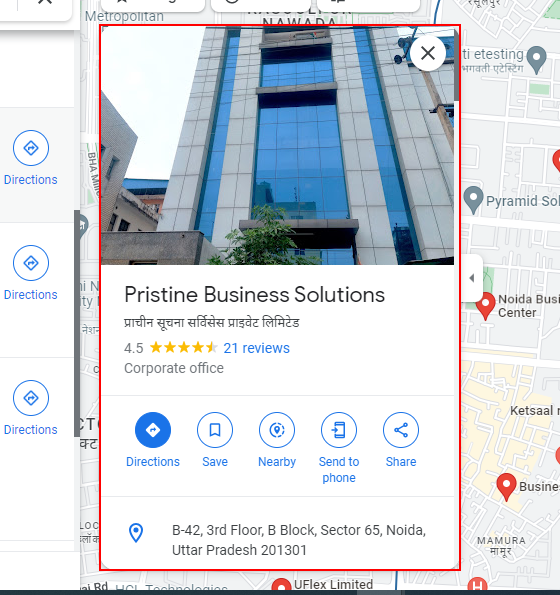 Metropolitan
NAWADA
ti etesting
भगवती एटेस्टिंग
Directions
Pyramid Sol
Directions
Pristine Business Solutions
प्राचीन सूचना सर्विसेस प्राइवेट लिमिटेड
4.5 21 reviews
Corporate office
Noida Busi
Center
Directions
Directions
Save
Nearby
Send to
phone
Share
Ketsaal
Busine
B-42, 3rd Floor, B Block, Sector 65, Noida,
Uttar Pradesh 201301
MAMURA
मामूर
HCL Technologies
UFlex Limited